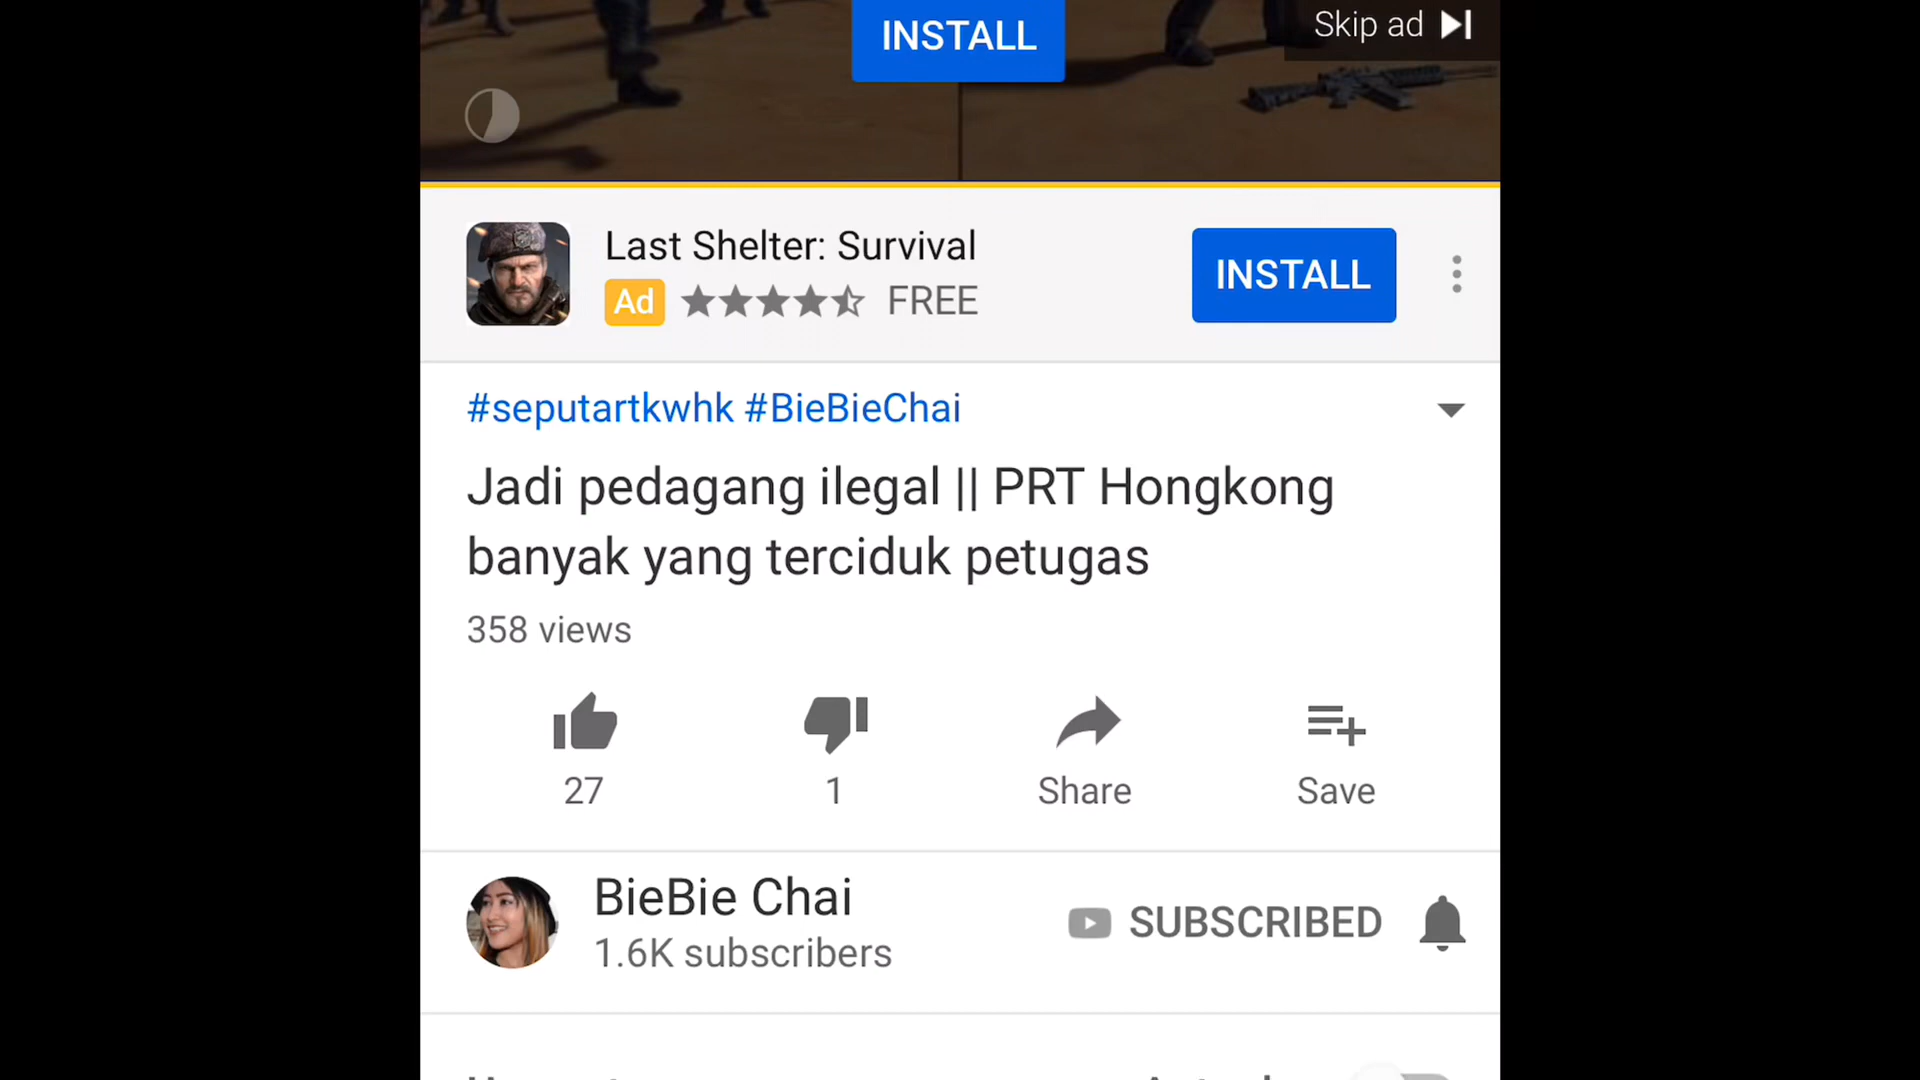 INSTALL
Skip ad
Last Shelter: Survival
Ad FREE
INSTALL
#seputartkwhk #BieBieChai
Jadi pedagang ilegal || PRT Hongkong
banyak yang terciduk petugas
358 views
27
1
Share
Save
BieBie Chai
1.6K subscribers
SUBSCRIBED